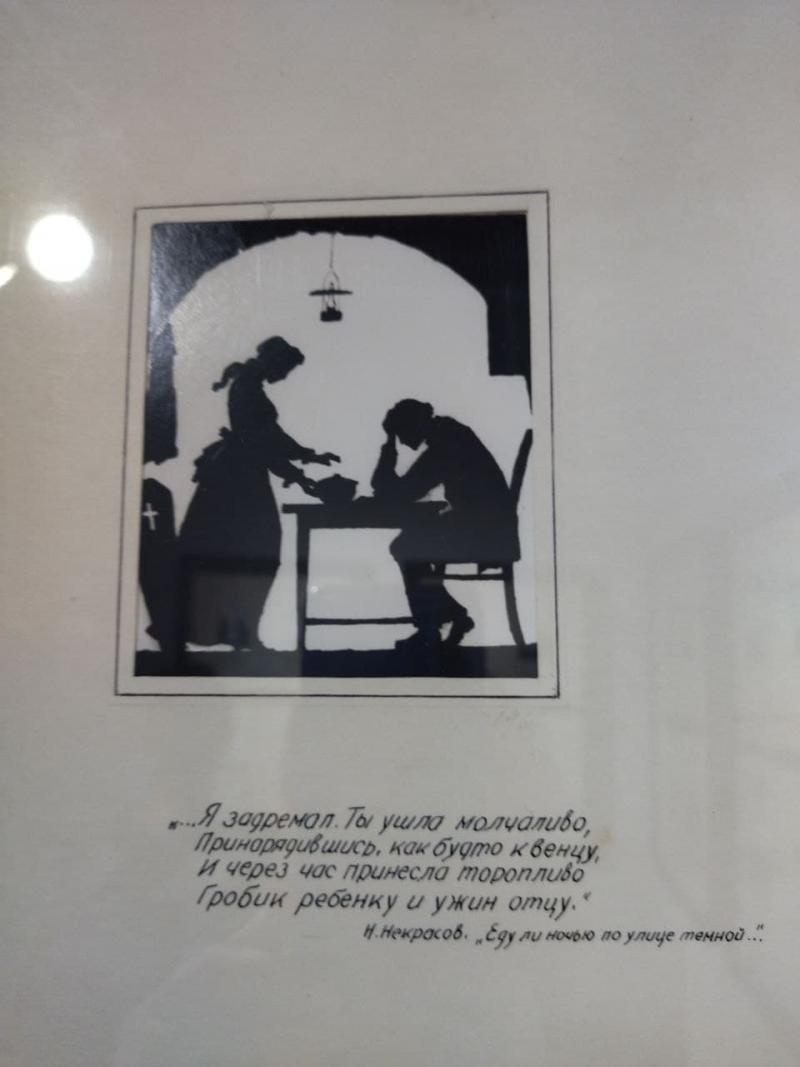 „...Я задремал. Ты ушла молчаливо,
Принарядившись, как будто к венцу,
И через час принесла торопливо
Гробик ребенку и ужин отцу."
Н. Некрасов. „Еду ли ночью по улице темной..."